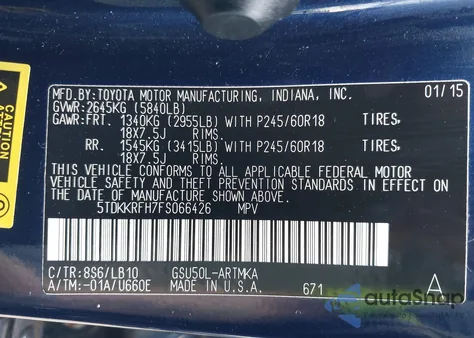 MFD.BY:TOYOTA MOTOR MANUFACTURING, INDIANA, INC. 01/15
GVWR:2645KG (5840LB)
GAWR:FRT. 1340KG (2955LB) WITH P245/60R18 TIRES,
18X7.5J RIMS.
RR. 1545KG (3415LB) WITH P245/60R18 TIRES,
18X7.5J RIMS.
THIS VEHICLE CONFORMS TO ALL APPLICABLE FEDERAL MOTOR
VEHICLE SAFETY AND THEFT PREVENTION STANDARDS IN EFFECT
ON THE DATE OF MANUFACTURE SHOWN ABOVE.
5TDKKRFH7FS066426 MPV
C/TR:8S6/LB10 GSU50L-ARTMKA
A/TM:-01A/U660E MADE IN U.S.A. 671 A
CAUTION
autoSnap